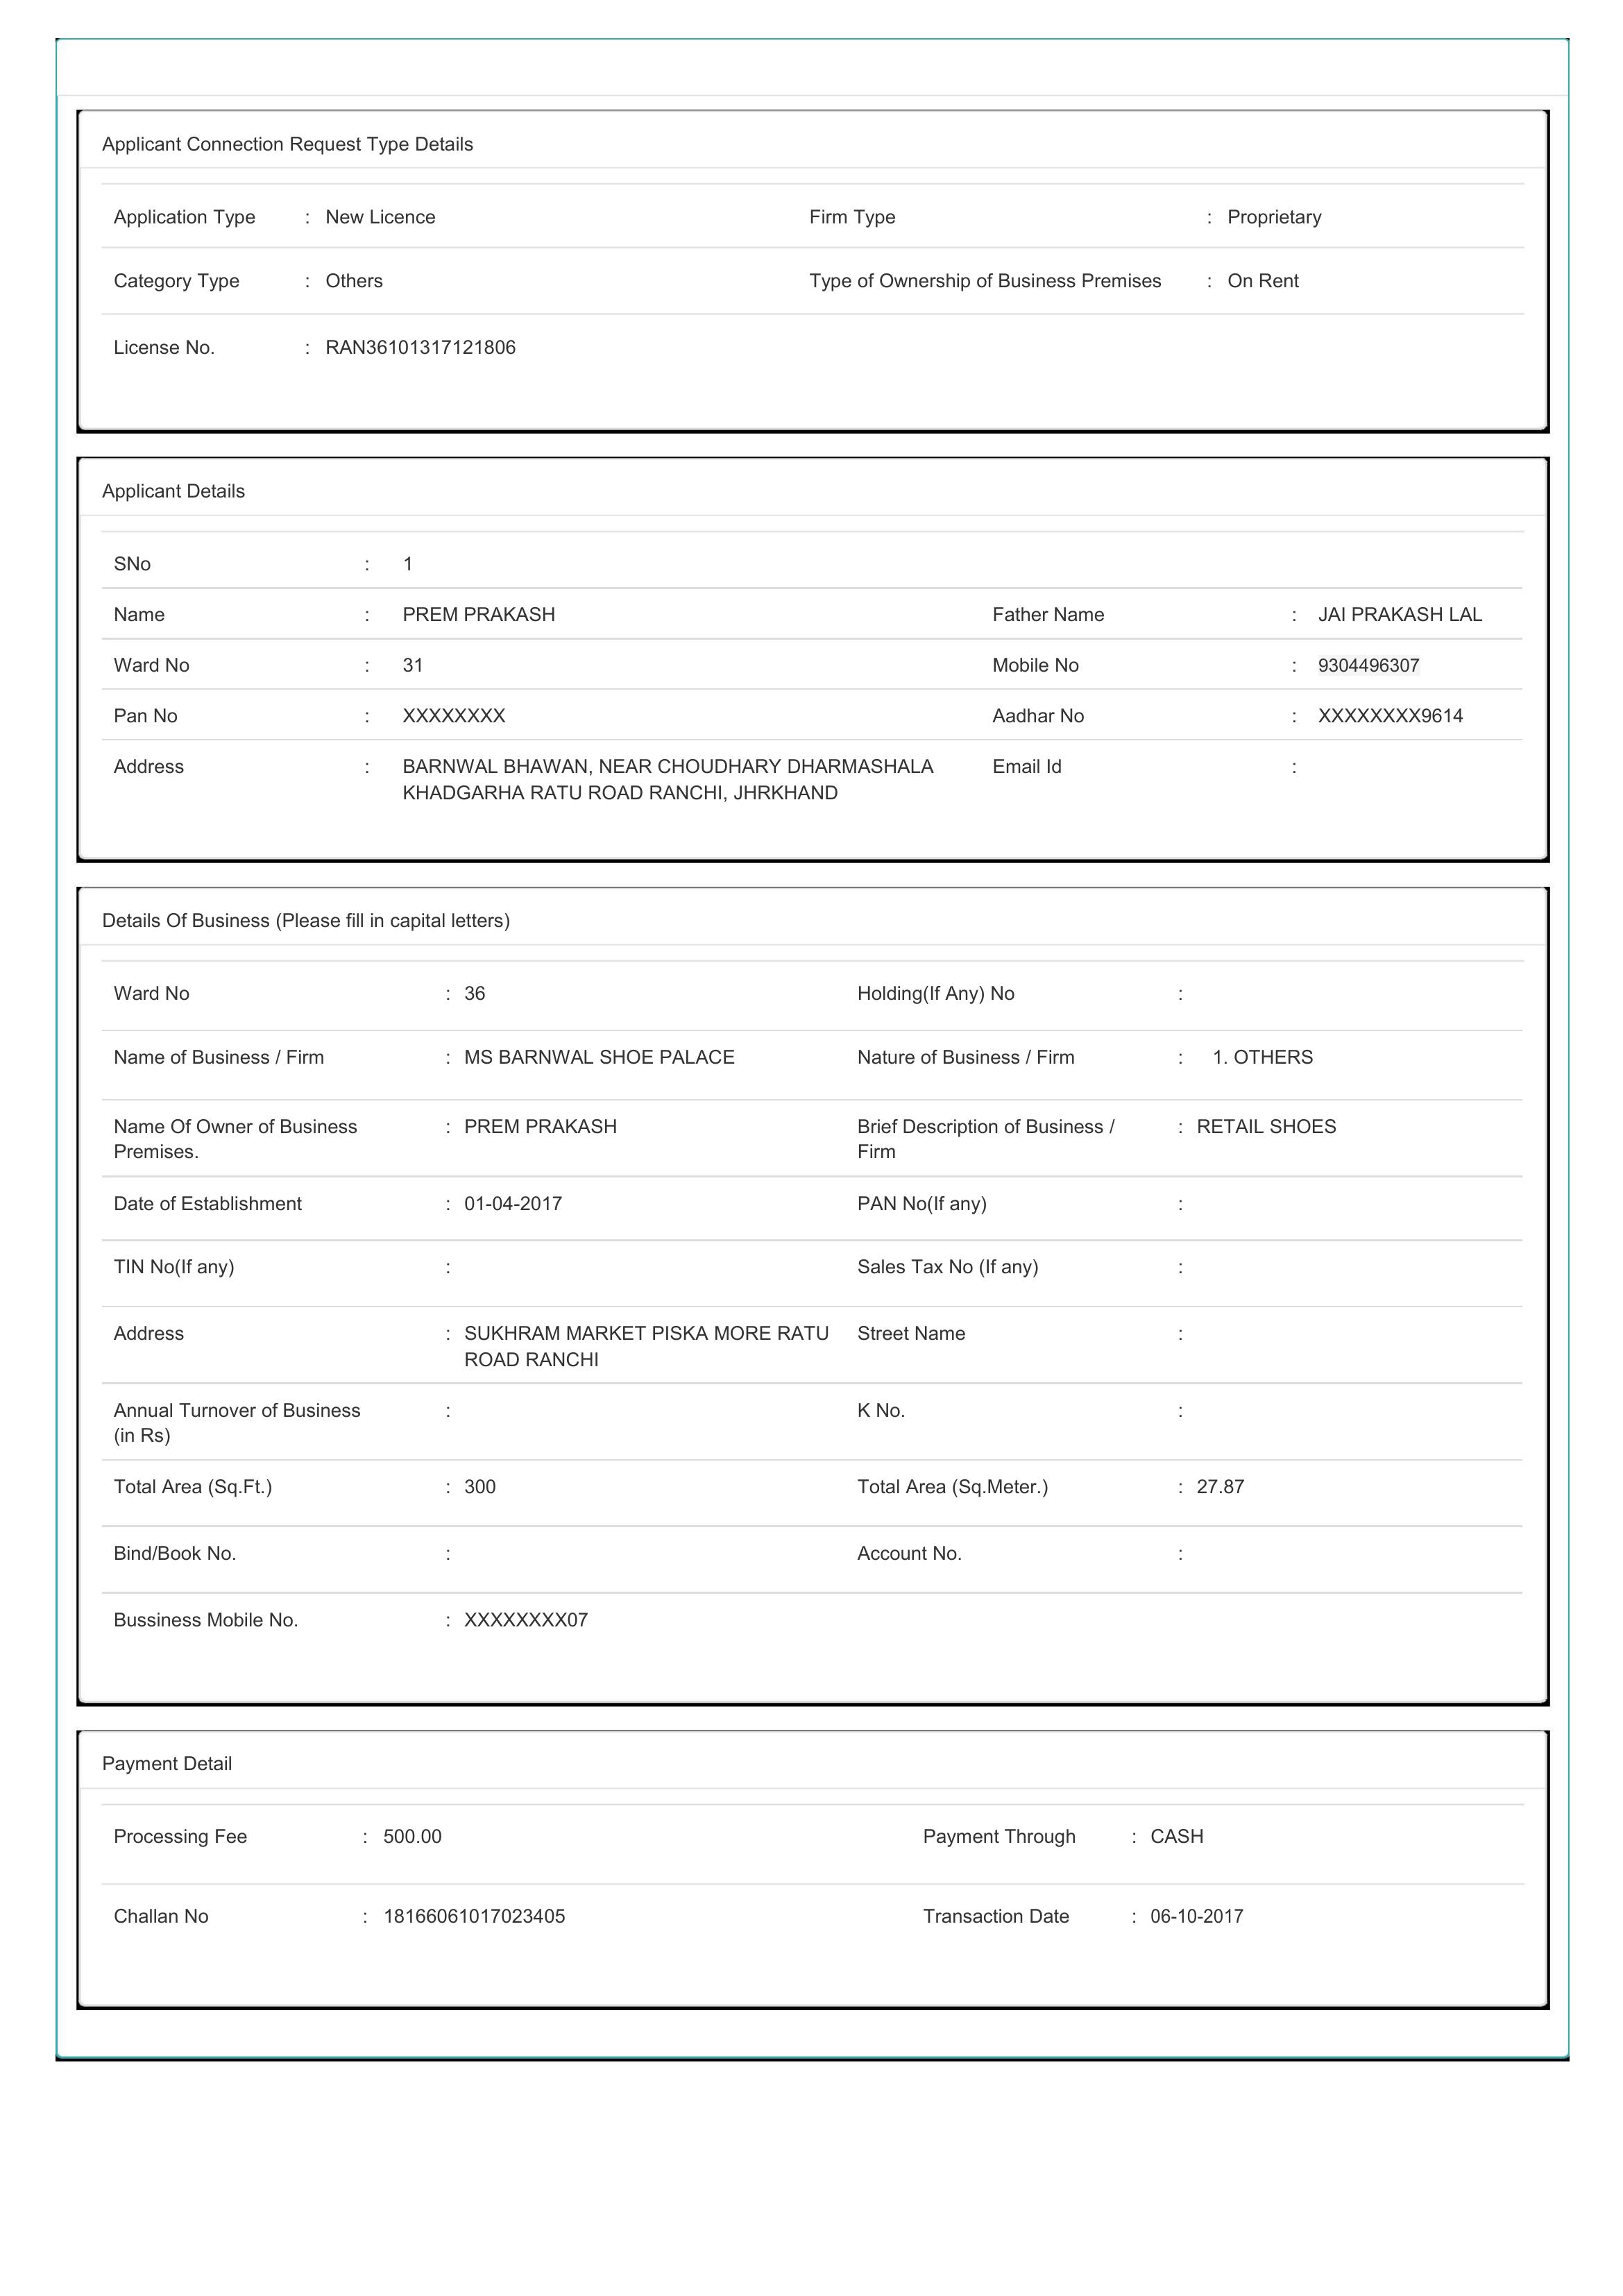 Applicant Connection Request Type Details
Application Type : New Licence Firm Type : Proprietary
Category Type : Others Type of Ownership of Business Premises : On Rent
License No. : RAN36101317121806
Applicant Details
SNo : 1
Name : PREM PRAKASH Father Name : JAI PRAKASH LAL
Ward No : 31 Mobile No : 9304496307
Pan No : XXXXXXXX Aadhar No : XXXXXXXX9614
Address : BARNWAL BHAWAN, NEAR CHOUDHARY DHARMASHALA Email Id :
KHADGARHA RATU ROAD RANCHI, JHRKHAND
Details Of Business (Please fill in capital letters)
Ward No : 36 Holding(If Any) No :
Name of Business / Firm : MS BARNWAL SHOE PALACE Nature of Business / Firm : 1. OTHERS
Name Of Owner of Business : PREM PRAKASH Brief Description of Business / : RETAIL SHOES
Premises. Firm
Date of Establishment : 01-04-2017 PAN No(If any) :
TIN No(If any) : Sales Tax No (If any) :
Address : SUKHRAM MARKET PISKA MORE RATU Street Name :
ROAD RANCHI
Annual Turnover of Business : K No. :
(in Rs)
Total Area (Sq.Ft.) : 300 Total Area (Sq.Meter.) : 27.87
Bind/Book No. : Account No. :
Bussiness Mobile No. : XXXXXXXX07
Payment Detail
Processing Fee : 500.00 Payment Through : CASH
Challan No : 18166061017023405 Transaction Date : 06-10-2017